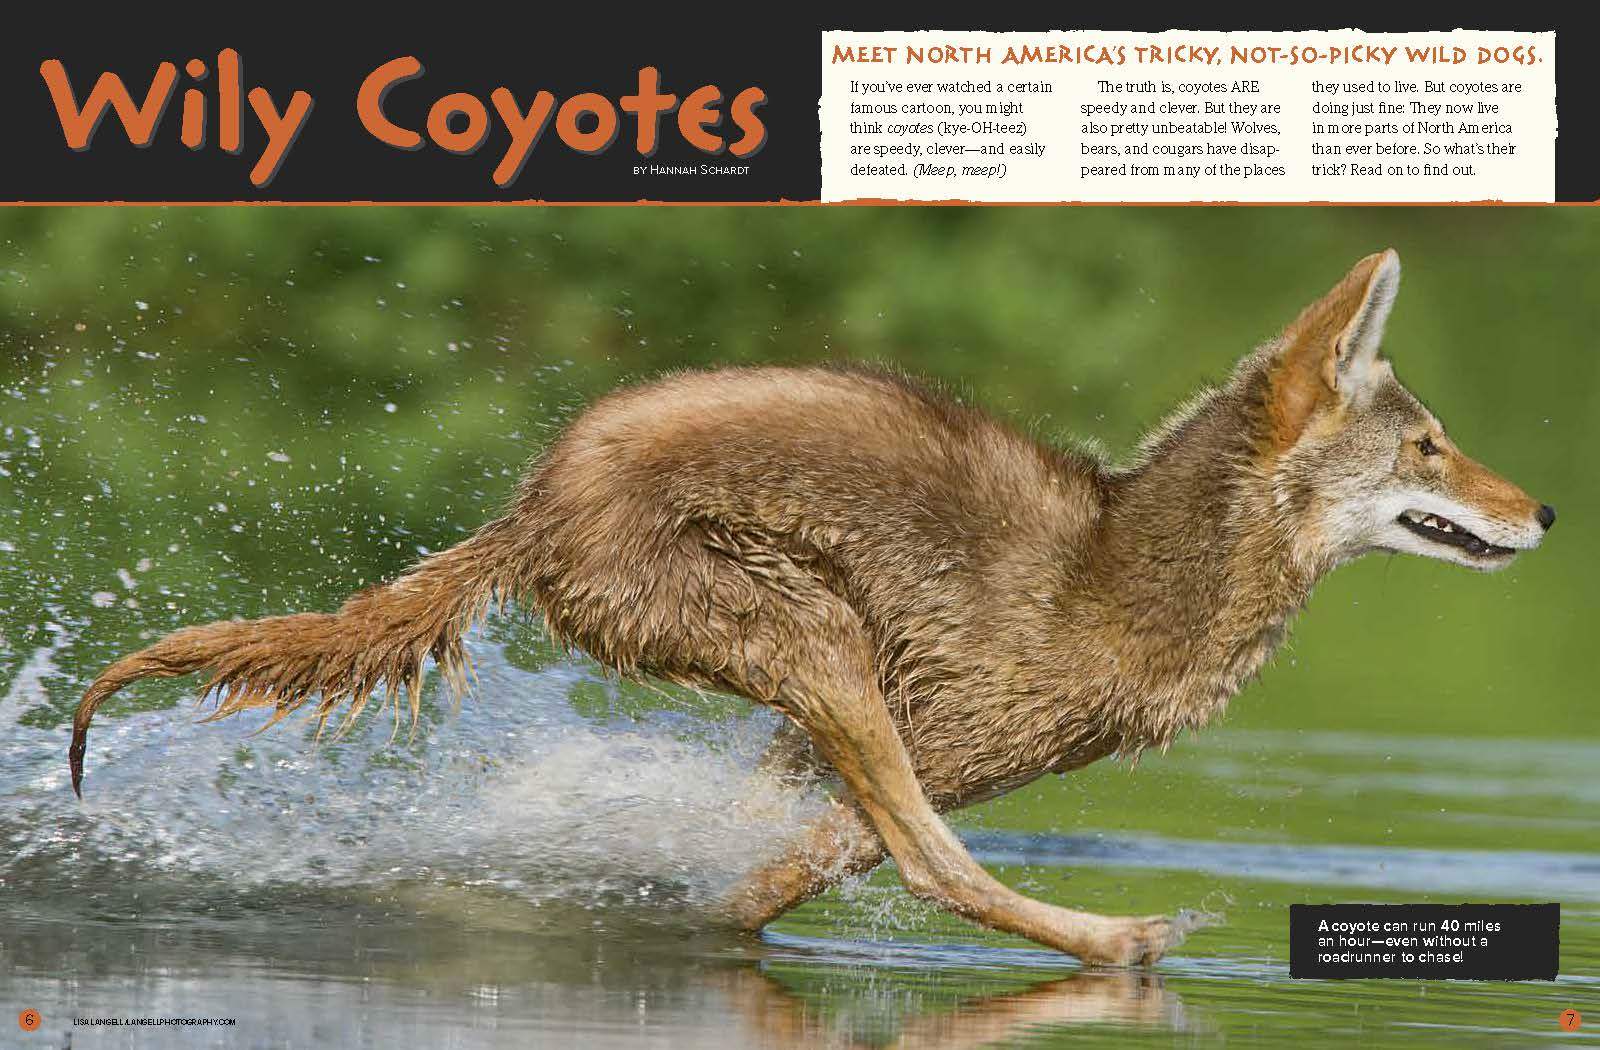 Wily Coyotes
BY HANNAH SCHARDT
MEET NORTH AMERICA'S TRICKY, NOT-SO-PICKY WILD DOGS.
If you've ever watched a certain
famous cartoon, you might
think coyotes (kye-OH-teez)
are speedy, clever—and easily
defeated. (Meep, meep!)
The truth is, coyotes ARE
speedy and clever. But they are
also pretty unbeatable! Wolves,
bears, and cougars have disap-
peared from many of the places
they used to live. But coyotes are
doing just fine: They now live
in more parts of North America
than ever before. So what's their
trick? Read on to find out.
A coyote can run 40 miles
an hour—even without a
roadrunner to chase!
6
LISA LANGELL/LANGELLPHOTOGRAPHY.COM
7